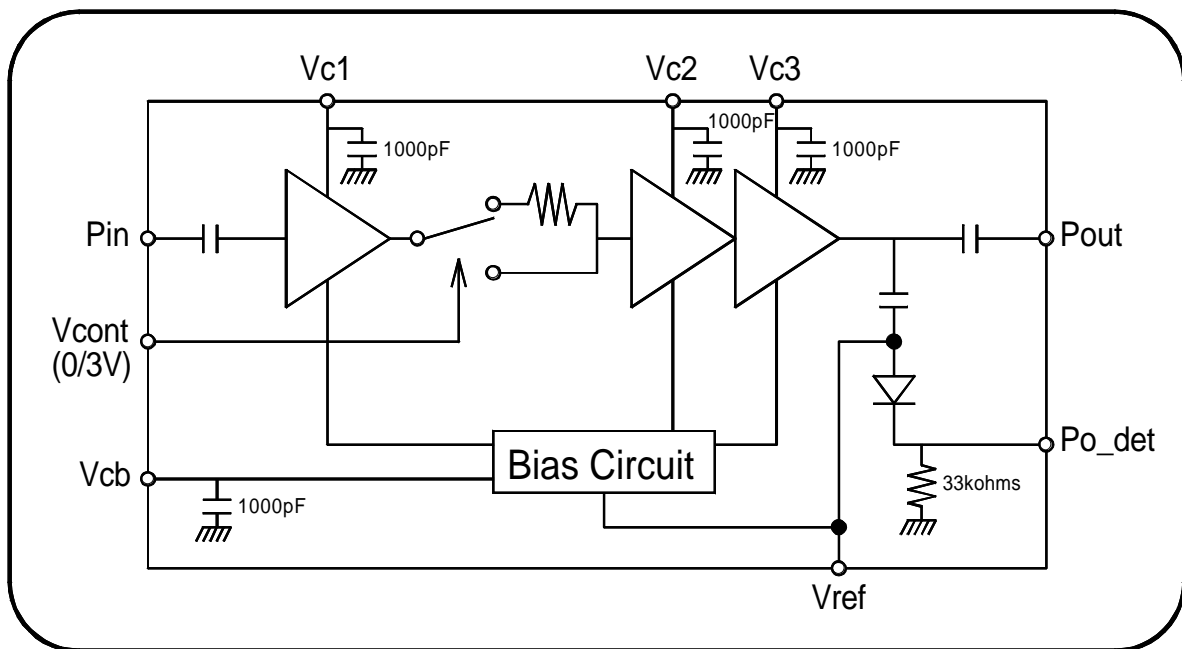 Vc1
Vc2
Vc3
1000pF
1000pF
1000pF
Pin
Pout
Vcont
(0/3V)
Bias Circuit
Po_det
Vcb
1000pF
33kohms
Vref